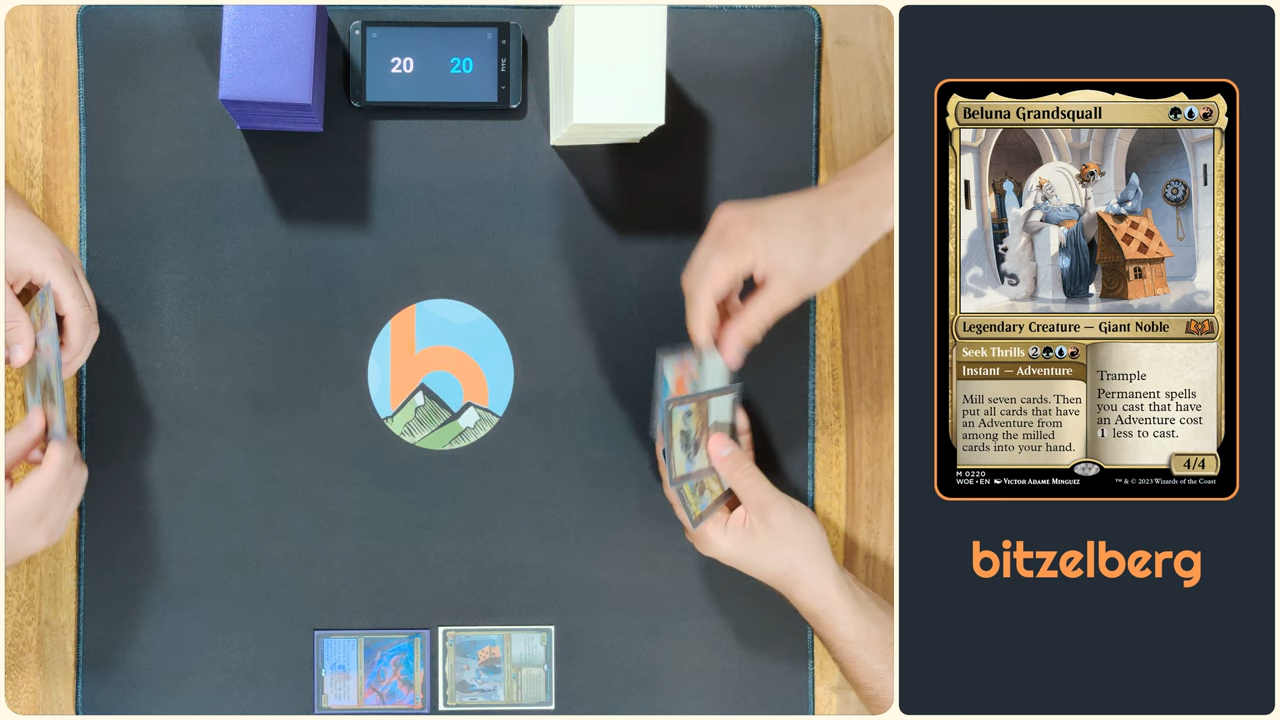 20 20
hTC
b
Beluna Grandsquall
Legendary Creature — Giant Noble
Seek Thrills 2
Instant — Adventure
Mill seven cards. Then
put all cards that have
an Adventure from
among the milled
cards into your hand.
Trample
Permanent spells
you cast that have
an Adventure cost
1 less to cast.
4/4
M 0220
WOE • EN Victor Adame Minguez
™ & © 2023 Wizards of the Coast
bitzelberg